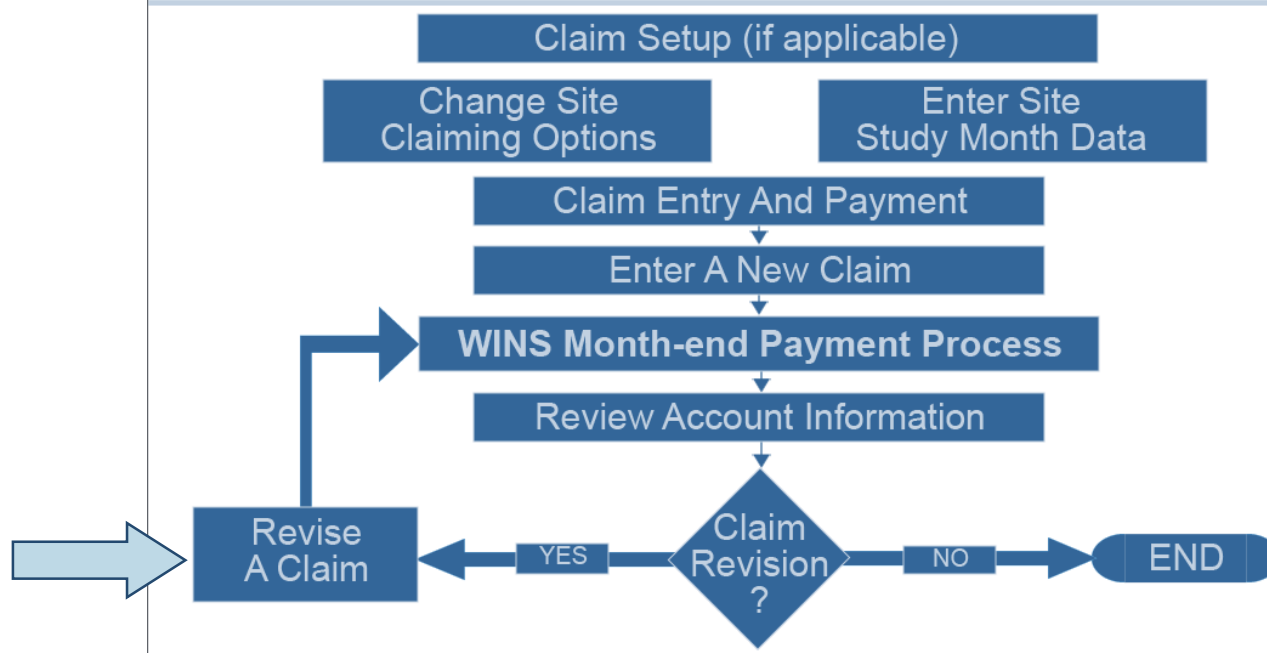 Claim Setup (if applicable)
Change Site
Claiming Options
Enter Site
Study Month Data
Claim Entry And Payment
Enter A New Claim
WINS Month-end Payment Process
Review Account Information
Revise
A Claim
YES
Claim
Revision
?
NO
END